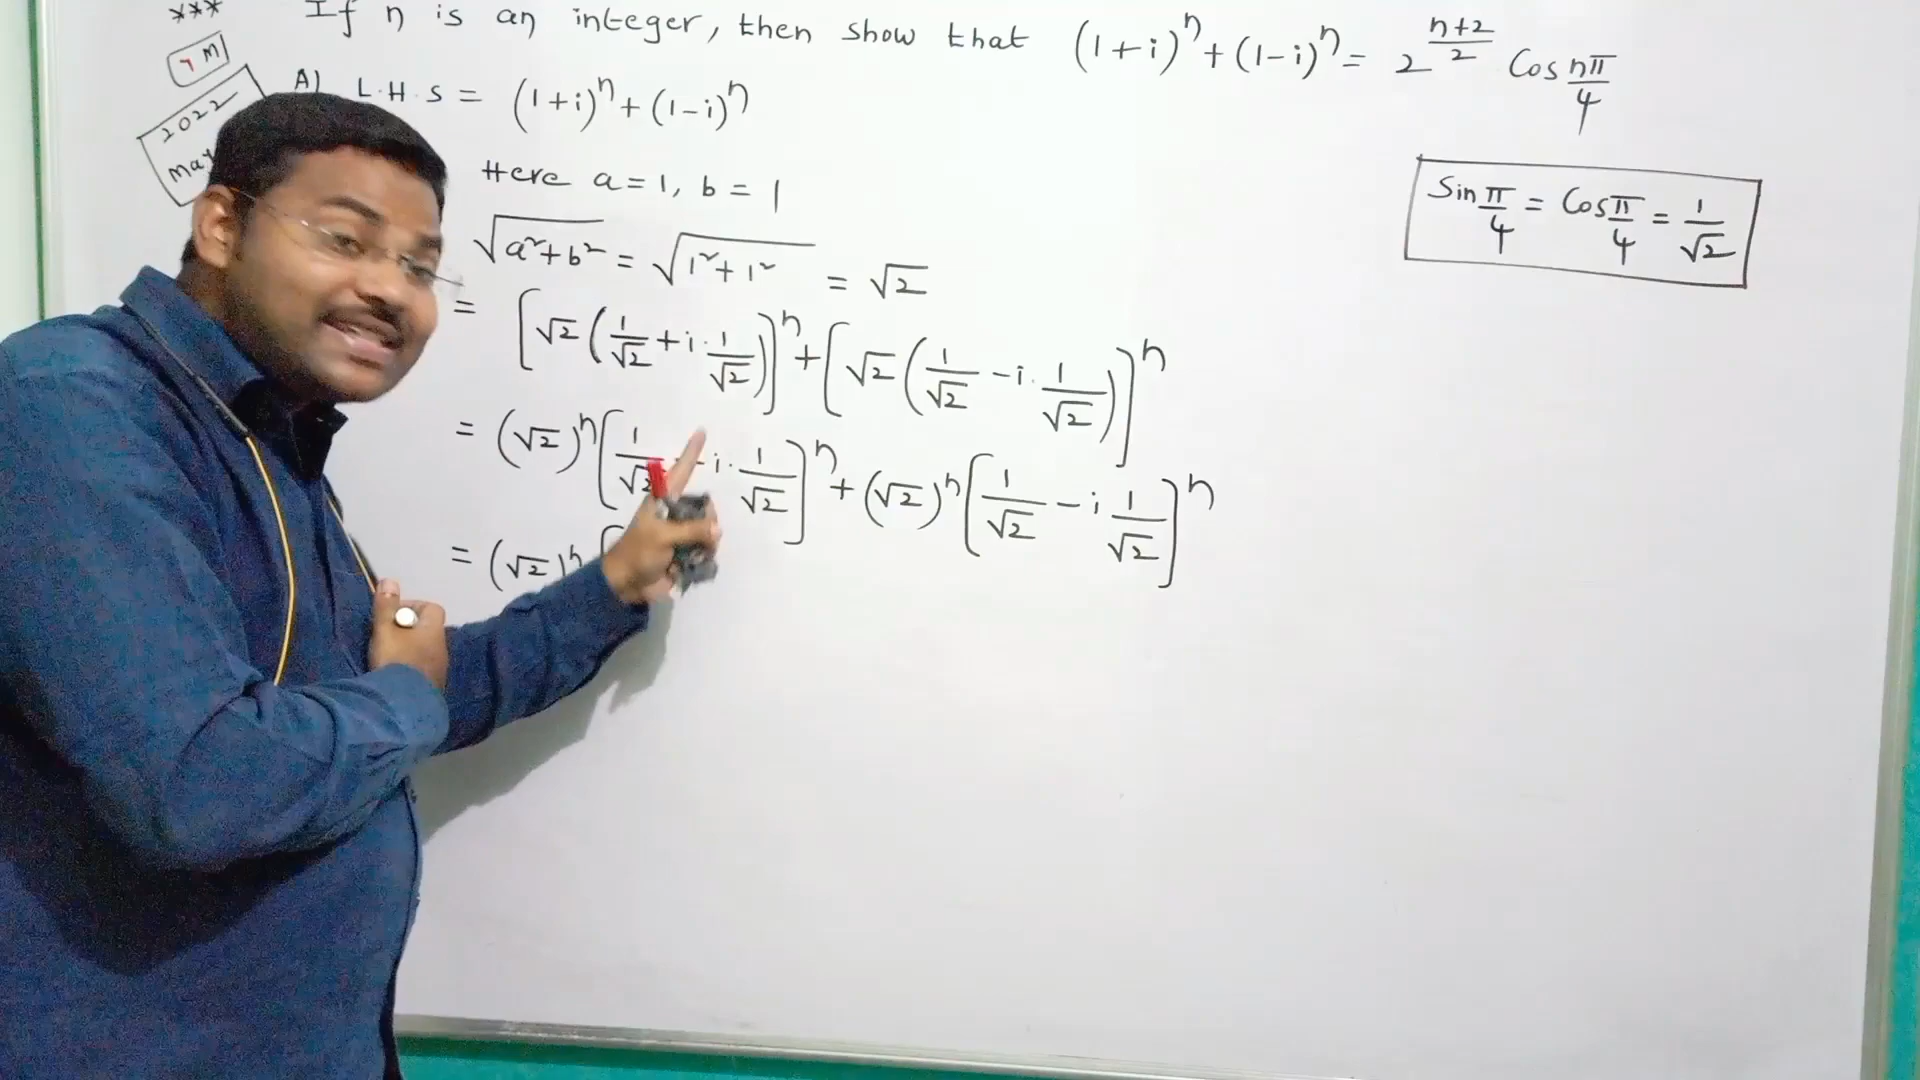 ***
If n is an integer, then show that (1+i)^n + (1-i)^n = 2^((n+2)/2) Cos nπ/4
7 M
2022
May
A) L.H.S = (1+i)^n + (1-i)^n
Here a = 1, b = 1
Sin π/4 = Cos π/4 = 1/√2
√(a²+b²) = √(1²+1²) = √2
= [√2 (1/√2 + i · 1/√2)]^n + [√2 (1/√2 - i · 1/√2)]^n
= (√2)^n [1/√2 + i · 1/√2]^n + (√2)^n [1/√2 - i 1/√2]^n
= (√2)^n [